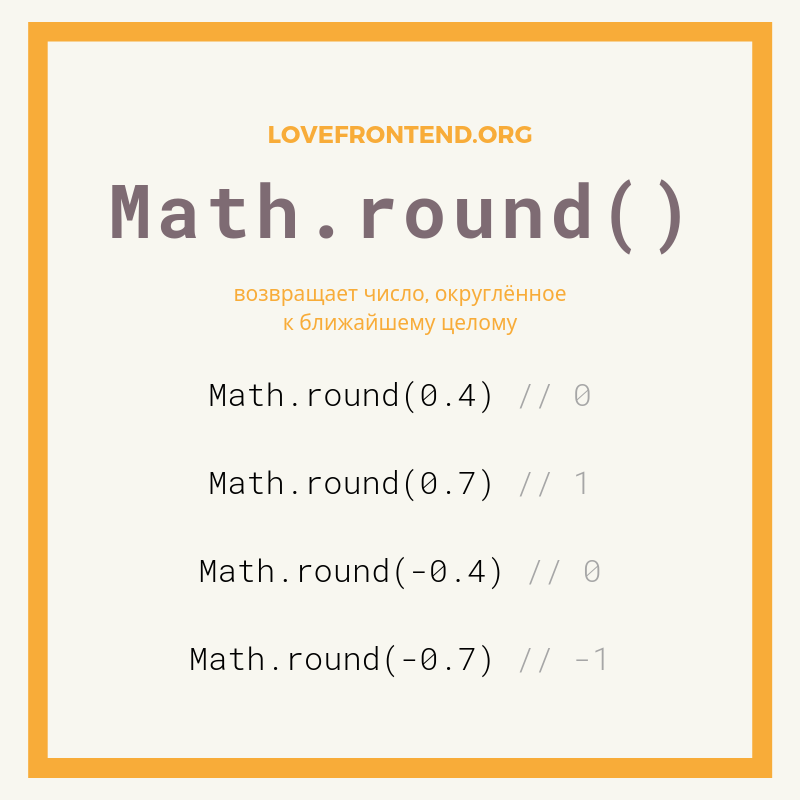 LOVEFRONTEND.ORG
Math.round()
возвращает число, округлённое
к ближайшему целому
Math.round(0.4) // 0
Math.round(0.7) // 1
Math.round(-0.4) // 0
Math.round(-0.7) // -1